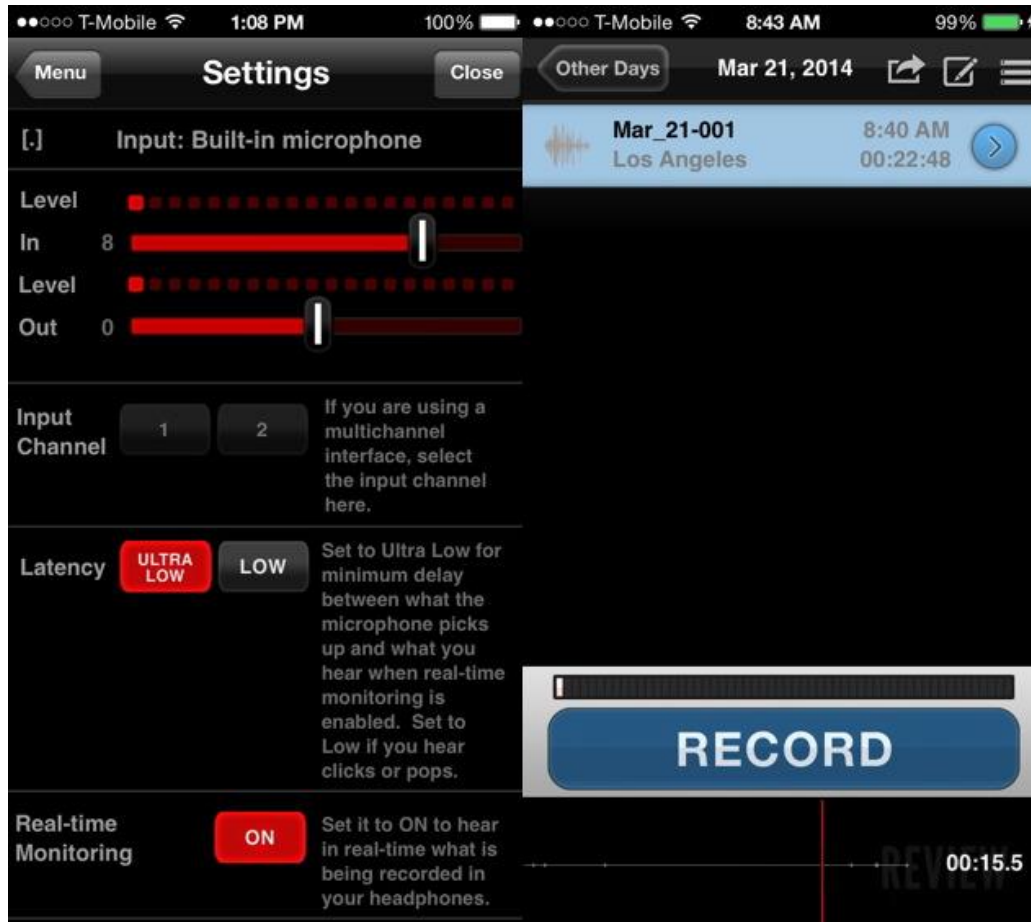 T-Mobile 1:08 PM 100%
Menu Settings Close
[.] Input: Built-in microphone
Level
In 8
Level
Out 0
Input
Channel
1 2
If you are using a
multichannel
interface, select
the input channel
here.
Latency
ULTRA
LOW
LOW
Set to Ultra Low for
minimum delay
between what the
microphone picks
up and what you
hear when real-time
monitoring is
enabled. Set to
Low if you hear
clicks or pops.
Real-time
Monitoring
ON
Set it to ON to hear
in real-time what is
being recorded in
your headphones.
T-Mobile 8:43 AM 99%
Other Days Mar 21, 2014
Mar_21-001 8:40 AM
Los Angeles 00:22:48
RECORD
REVIEW 00:15.5